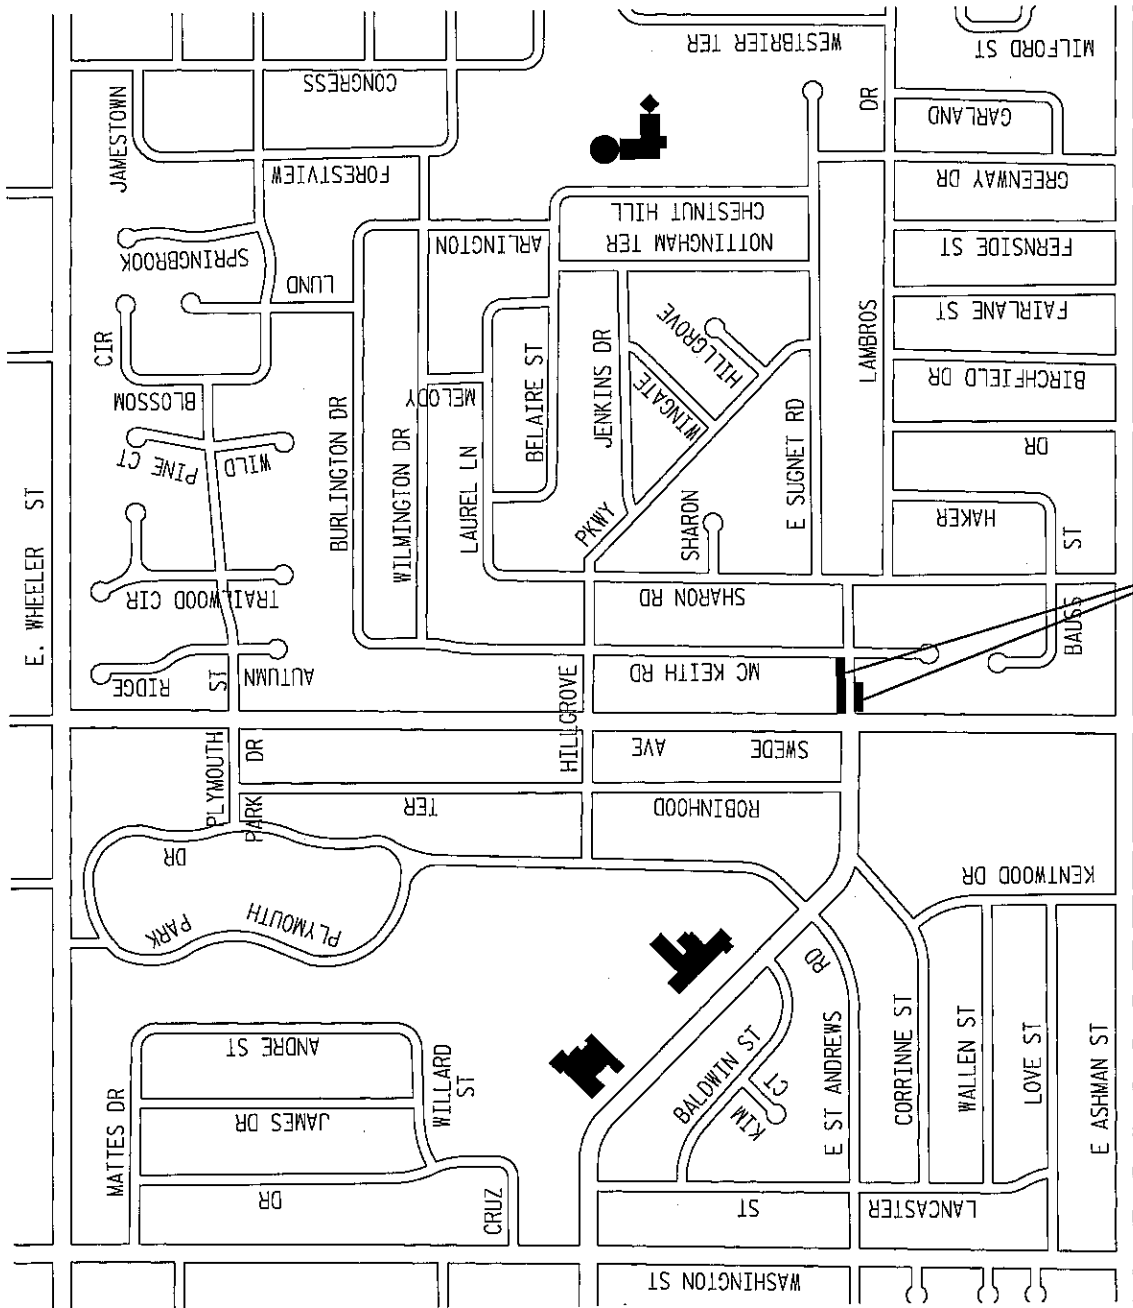 WESTBRIER TER
MILFORD ST
CONGRESS
DR
GARLAND
JAMESTOWN
FORESTVIEW
GREENWAY DR
CHESTNUT HILL
NOTTINGHAM TER
ARLINGTON
FERNSIDE ST
SPRINGBROOK
LUND
HILLGROVE
FAIRLANE ST
CIR
LAMBROS
BLOSSOM
MELODY
BELAIRE ST
JENKINS DR
WINGATE
HILLGROVE
BIRCHFIELD DR
PINE CT
WILD
BURLINGTON DR
WILMINGTON DR
LAUREL LN
E SUGNET RD
DR
E. WHEELER ST
PKWY
SHARON
HAKER
ST
TRAILWOOD CIR
SHARON RD
BAUSS
RIDGE
ST
AUTUMN
HILLGROVE
MC KEITH RD
PLYMOUTH
DR
AVE
SWEDE
PARK
TER
ROBINHOOD
DR
KENTWOOD DR
PARK
PLYMOUTH
RD
ANDRE ST
WILLARD
ST
BALDWIN ST
E ST ANDREWS
CORRINNE ST
WALLEN ST
LOVE ST
E ASHMAN ST
MATTES DR
JAMES DR
KIM
CT
DR
CRUZ
ST
LANCASTER
WASHINGTON ST